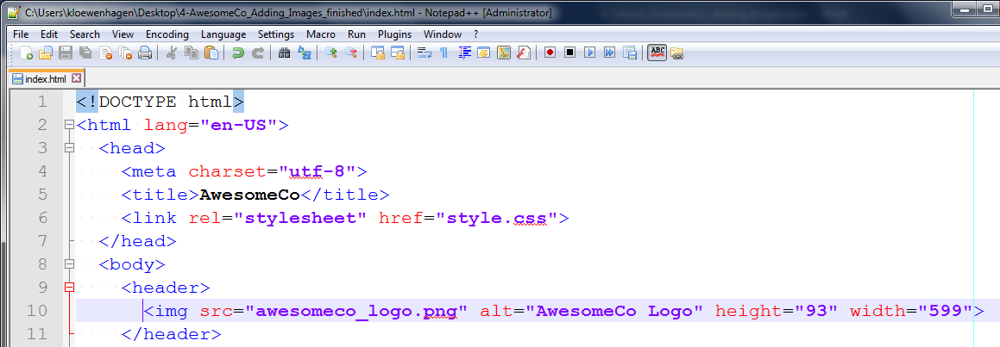 C:\Users\kloewenhagen\Desktop\4-AwesomeCo_Adding_Images_finished\index.html - Notepad++ [Administrator]
File Edit Search View Encoding Language Settings Macro Run Plugins Window ?
ABC
index.html
1 <!DOCTYPE html>
2 <html lang="en-US">
3 <head>
4 <meta charset="utf-8">
5 <title>AwesomeCo</title>
6 <link rel="stylesheet" href="style.css">
7 </head>
8 <body>
9 <header>
10 <img src="awesomeco_logo.png" alt="AwesomeCo Logo" height="93" width="599">
11 </header>